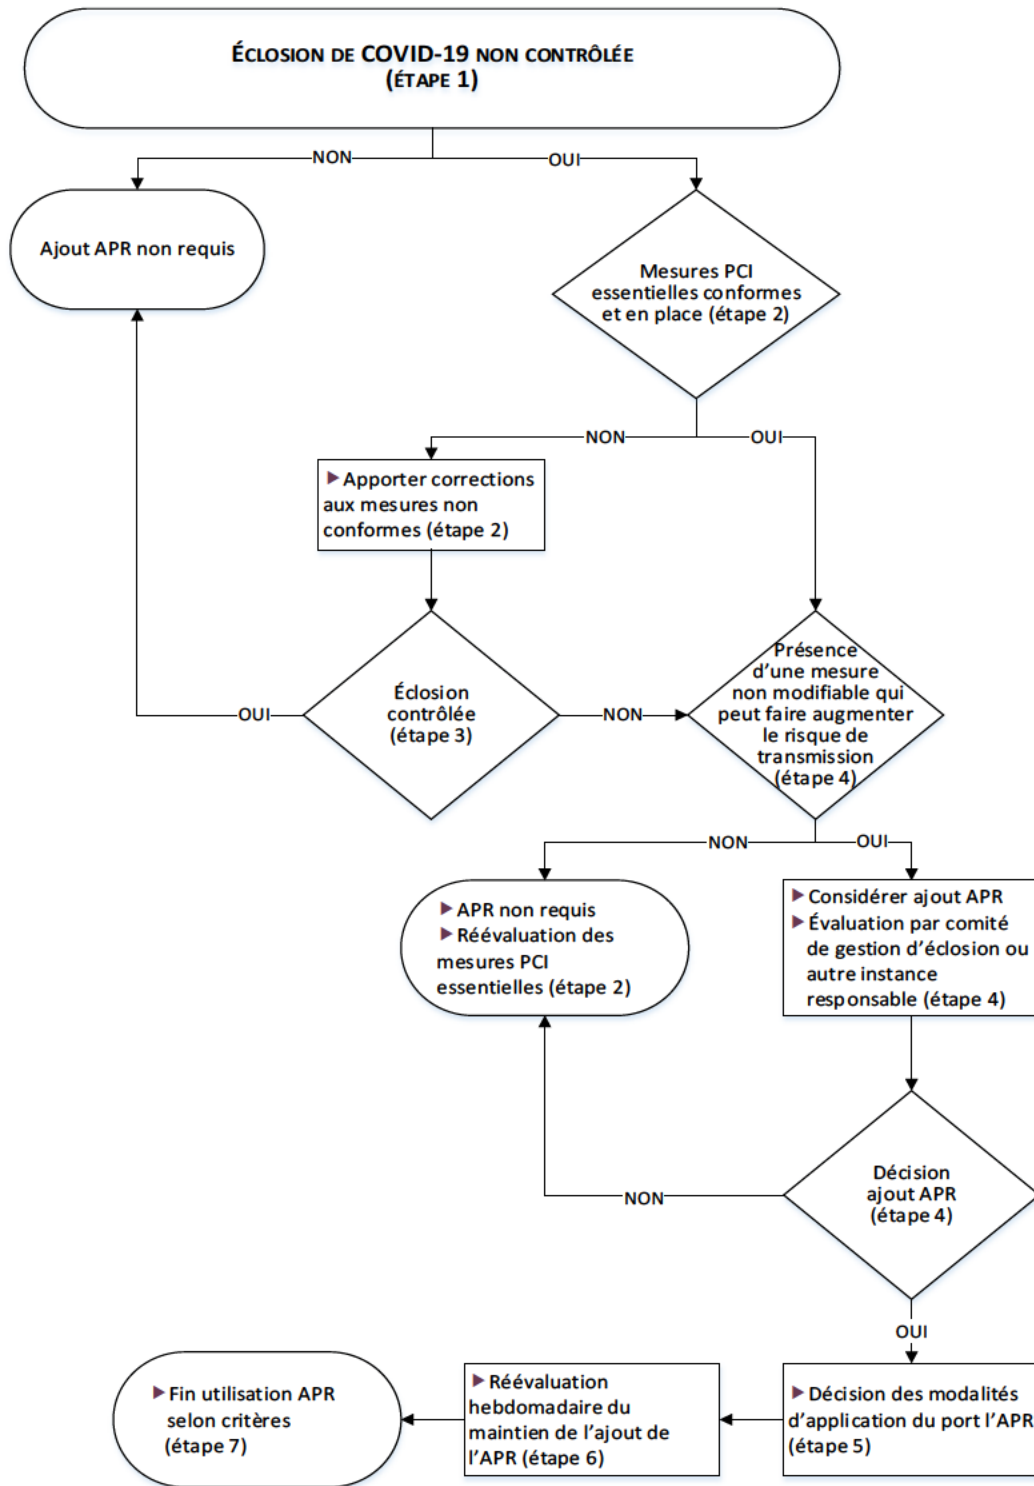 ÉCLOSION DE COVID-19 NON CONTRÔLÉE
(ÉTAPE 1)
NON
OUI
Ajout APR non requis
Mesures PCI
essentielles conformes
et en place (étape 2)
NON
OUI
▶ Apporter corrections
aux mesures non
conformes (étape 2)
Éclosion
contrôlée
(étape 3)
OUI
NON
Présence
d’une mesure
non modifiable qui
peut faire augmenter
le risque de
transmission
(étape 4)
NON
OUI
▶ APR non requis
▶ Réévaluation des
mesures PCI
essentielles (étape 2)
▶ Considérer ajout APR
▶ Évaluation par comité
de gestion d’éclosion ou
autre instance
responsable (étape 4)
Décision
ajout APR
(étape 4)
NON
OUI
▶ Fin utilisation APR
selon critères
(étape 7)
▶ Réévaluation
hebdomadaire du
maintien de l’ajout de
l’APR (étape 6)
▶ Décision des modalités
d’application du port l’APR
(étape 5)